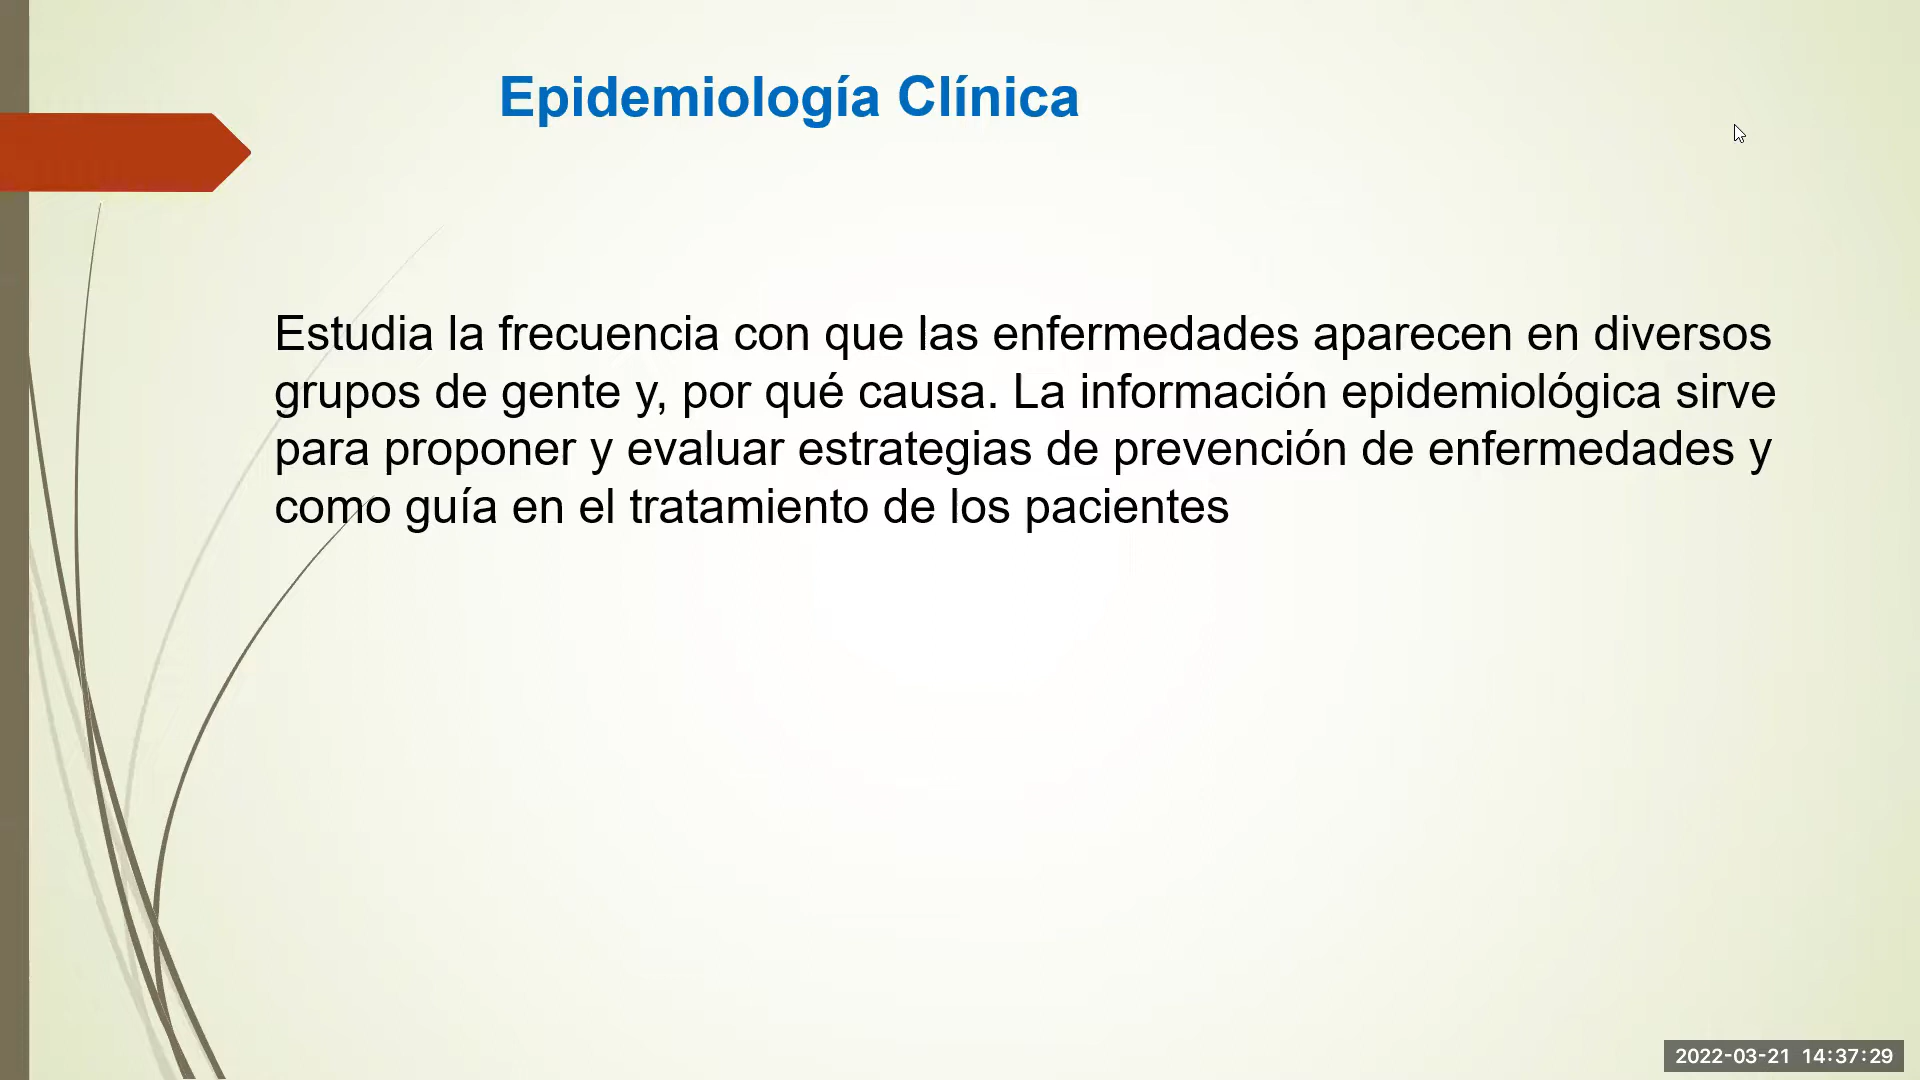 Epidemiología Clínica
Estudia la frecuencia con que las enfermedades aparecen en diversos
grupos de gente y, por qué causa. La información epidemiológica sirve
para proponer y evaluar estrategias de prevención de enfermedades y
como guía en el tratamiento de los pacientes
2022-03-21 14:37:29